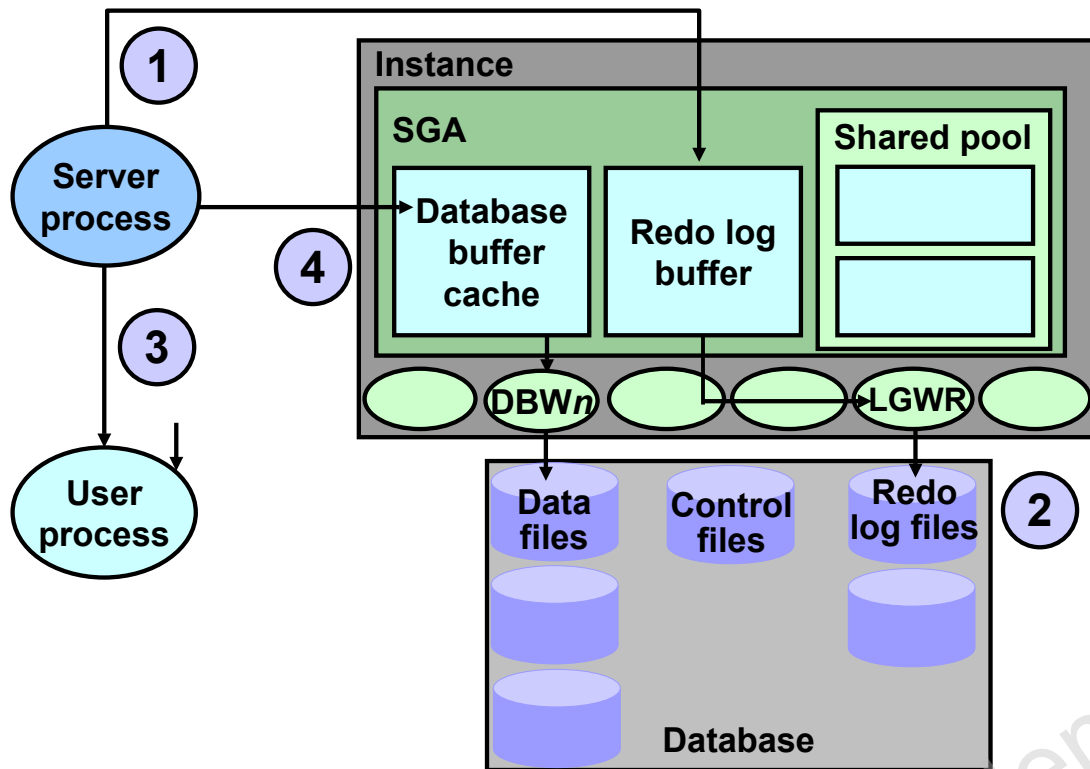 1
Instance
SGA
Shared pool
Server
process
Database
buffer
cache
Redo log
buffer
4
3
DBWn
LGWR
User
process
Data
files
Control
files
Redo
log files
2
Database